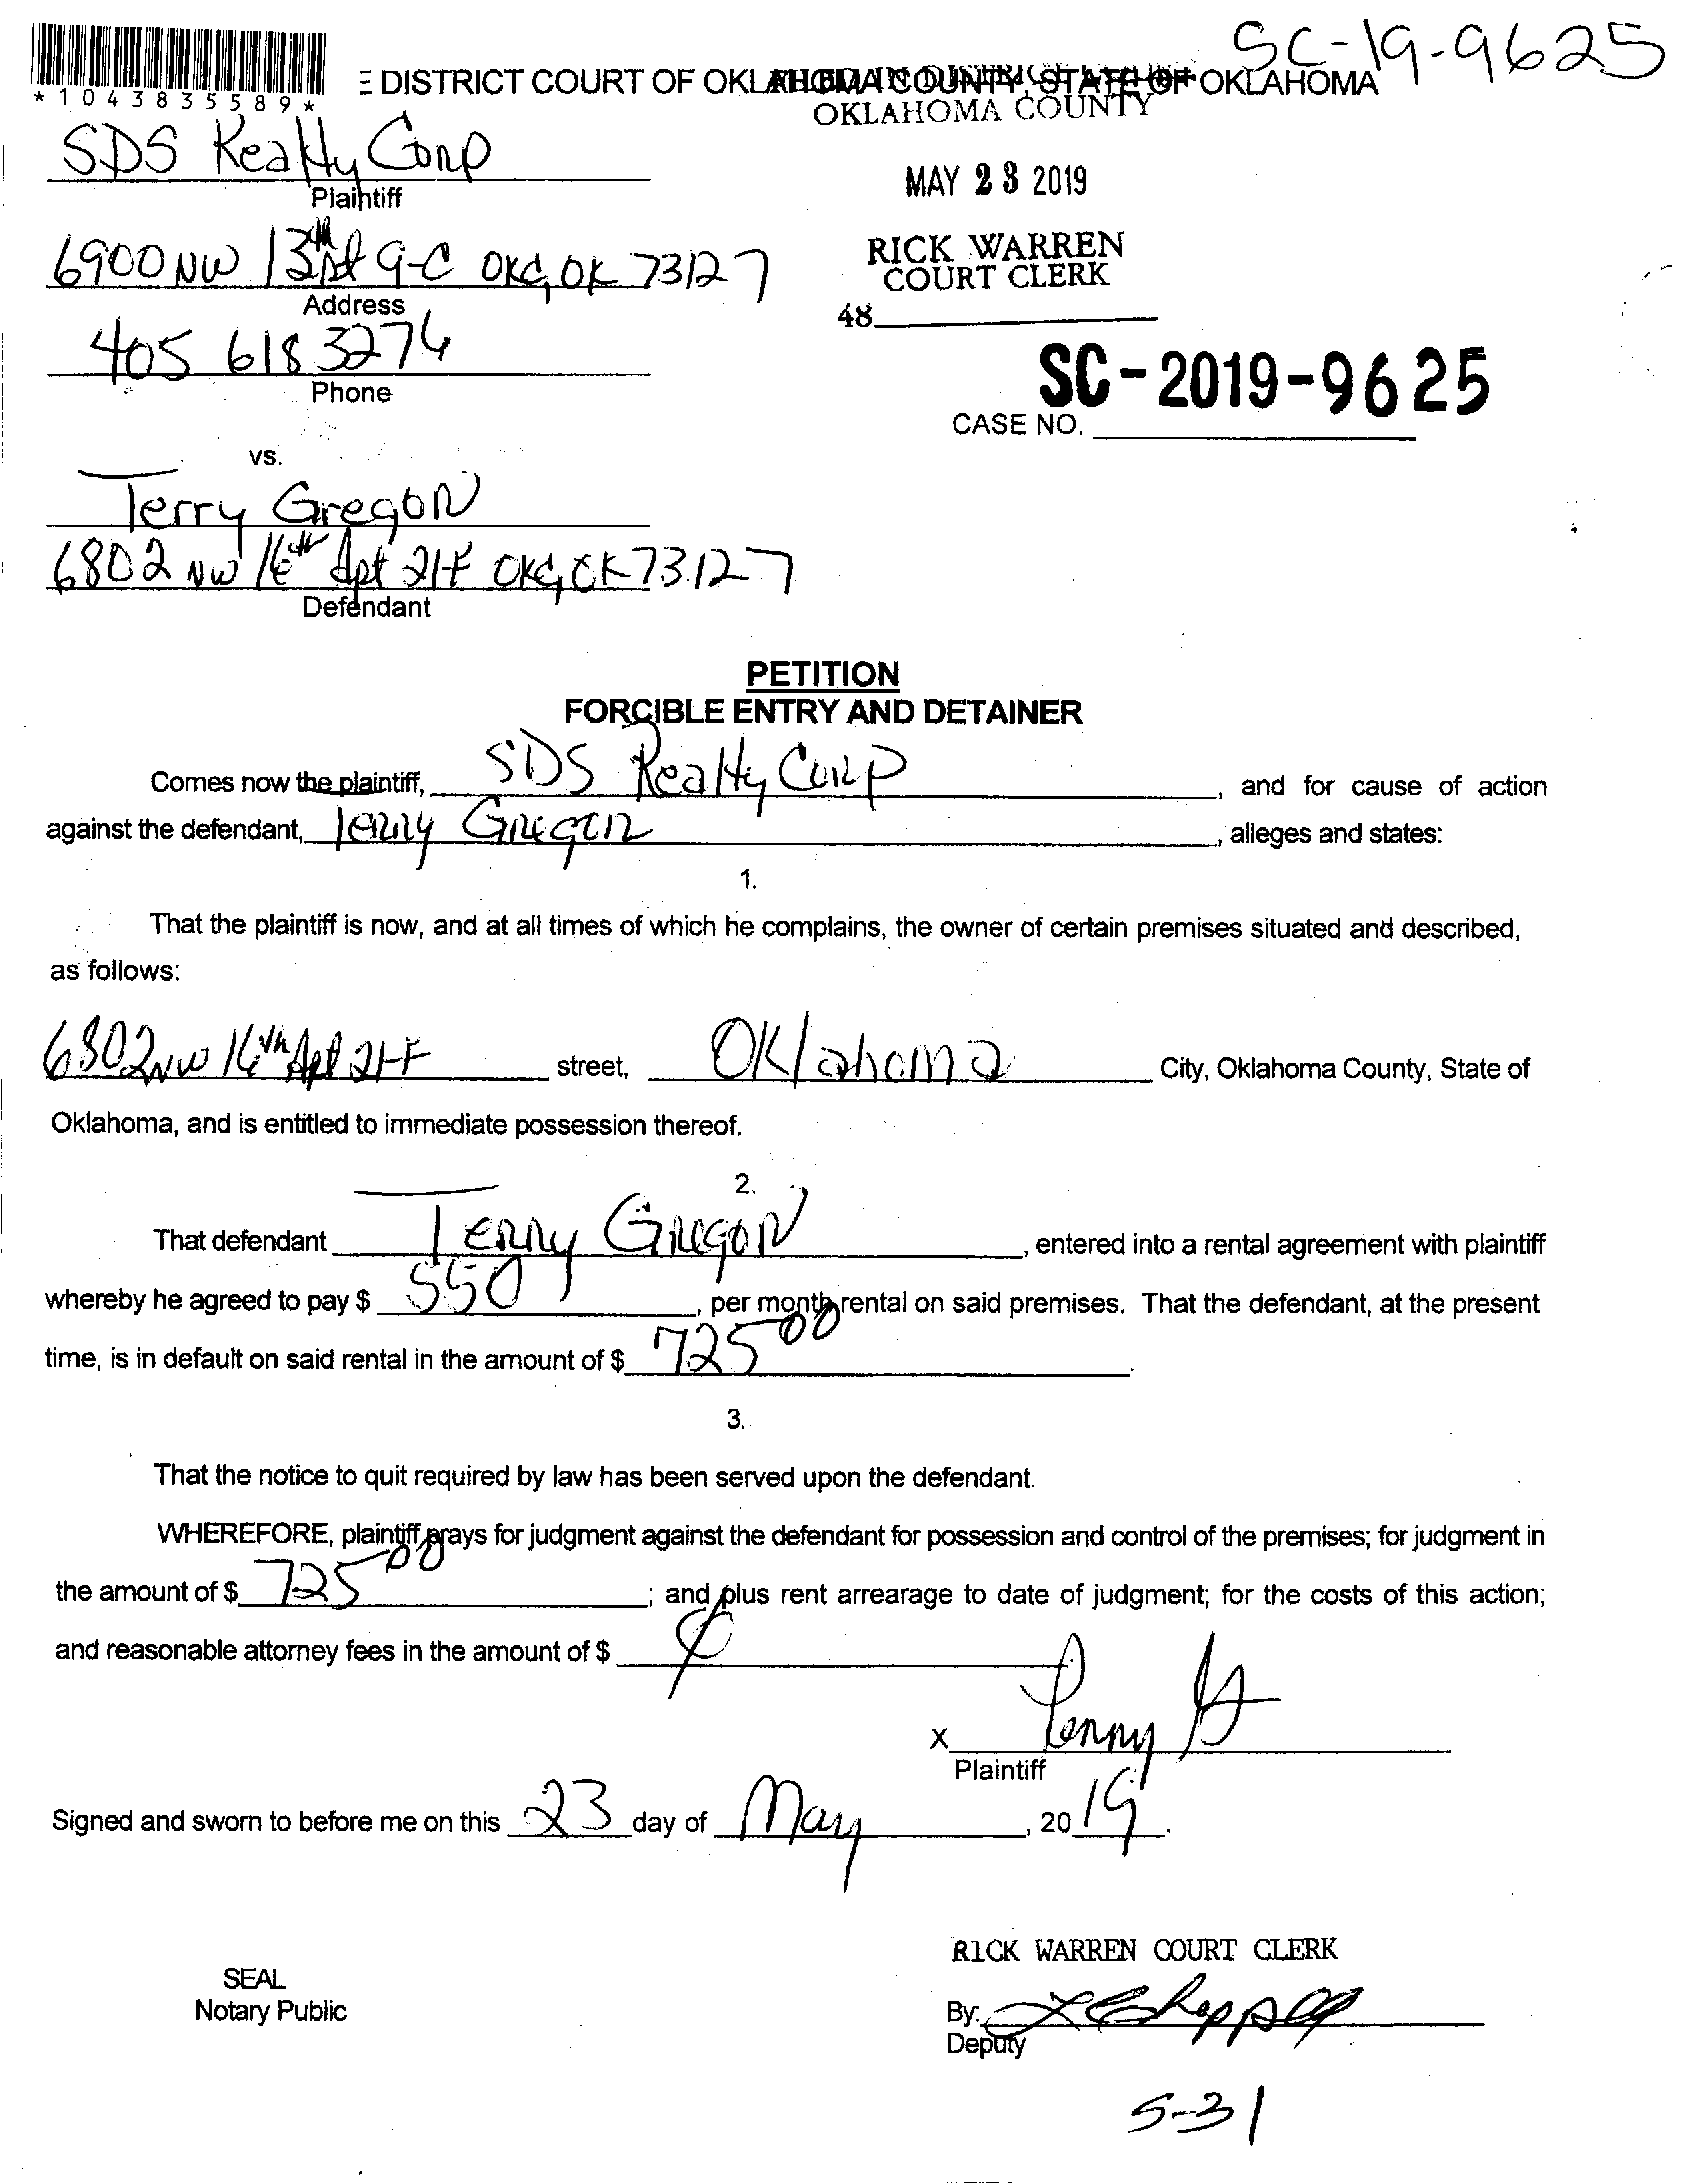 SC-19-9625
*1043835589*
E DISTRICT COURT OF OKLAHOMA COUNTY, STATE OF OKLAHOMA
FILED IN DISTRICT COURT
OKLAHOMA COUNTY
SDS Realty Corp
Plaintiff
MAY 23 2019
6900 NW 13th Apt 9-C OKC, OK 73127
Address
RICK WARREN
COURT CLERK
48
405 618 3274
Phone
SC-2019-9625
CASE NO.
vs.
Terry Gregon
6802 NW 16th Apt 21F OKC, OK 73127
Defendant
PETITION
FORCIBLE ENTRY AND DETAINER
Comes now the plaintiff, SDS Realty Corp, and for cause of action
against the defendant, Terry Gregon, alleges and states:
1.
That the plaintiff is now, and at all times of which he complains, the owner of certain premises situated and described,
as follows:
6802 NW 16th Apt 21F street, Oklahoma City, Oklahoma County, State of
Oklahoma, and is entitled to immediate possession thereof.
2.
That defendant Terry Gregon, entered into a rental agreement with plaintiff
whereby he agreed to pay $ 550, per month rental on said premises. That the defendant, at the present
time, is in default on said rental in the amount of $ 725 00.
3.
That the notice to quit required by law has been served upon the defendant.
WHEREFORE, plaintiff prays for judgment against the defendant for possession and control of the premises; for judgment in
the amount of $ 725 00; and plus rent arrearage to date of judgment; for the costs of this action;
and reasonable attorney fees in the amount of $
x Penny
Plaintiff
Signed and sworn to before me on this 23 day of May, 2019.
RICK WARREN COURT CLERK
SEAL
Notary Public
By:
Deputy
5-31